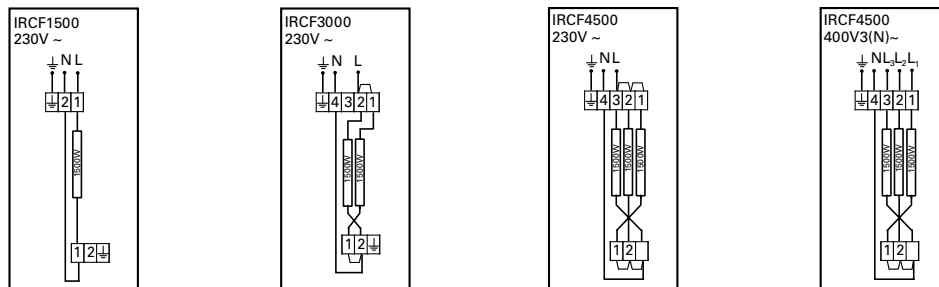 IRCF1500
230V ~
N L
2 1
1500W
1 2
IRCF3000
230V ~
N L
4 3 2 1
1500W 1500W
1 2
IRCF4500
230V ~
N L
4 3 2 1
1500W 1500W 1500W
1 2
IRCF4500
400V3(N)~
N L3 L2 L1
4 3 2 1
1500W 1500W 1500W
1 2